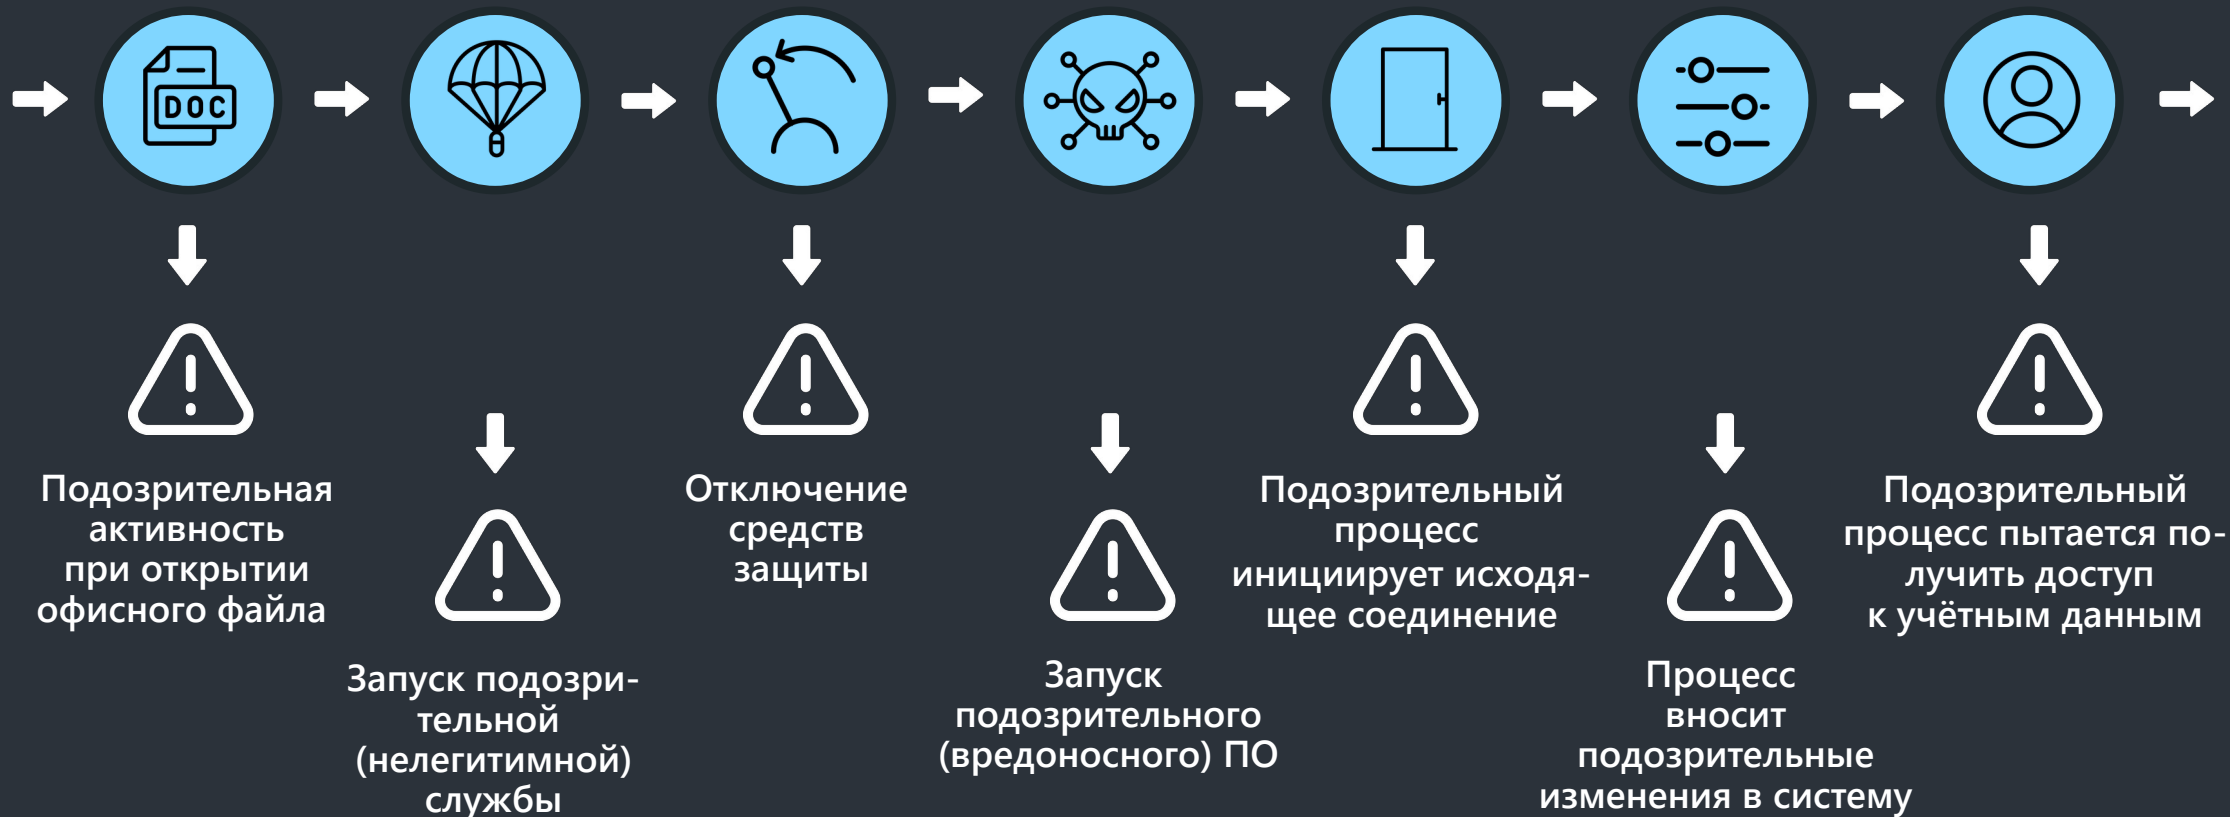 DOC
Подозрительная
активность
при открытии
офисного файла
Запуск подозри-
тельной
(нелегитимной)
службы
Отключение
средств
защиты
Запуск
подозрительного
(вредоносного) ПО
Подозрительный
процесс
инициирует исходя-
щее соединение
Процесс
вносит
подозрительные
изменения в систему
Подозрительный
процесс пытается по-
лучить доступ
к учётным данным